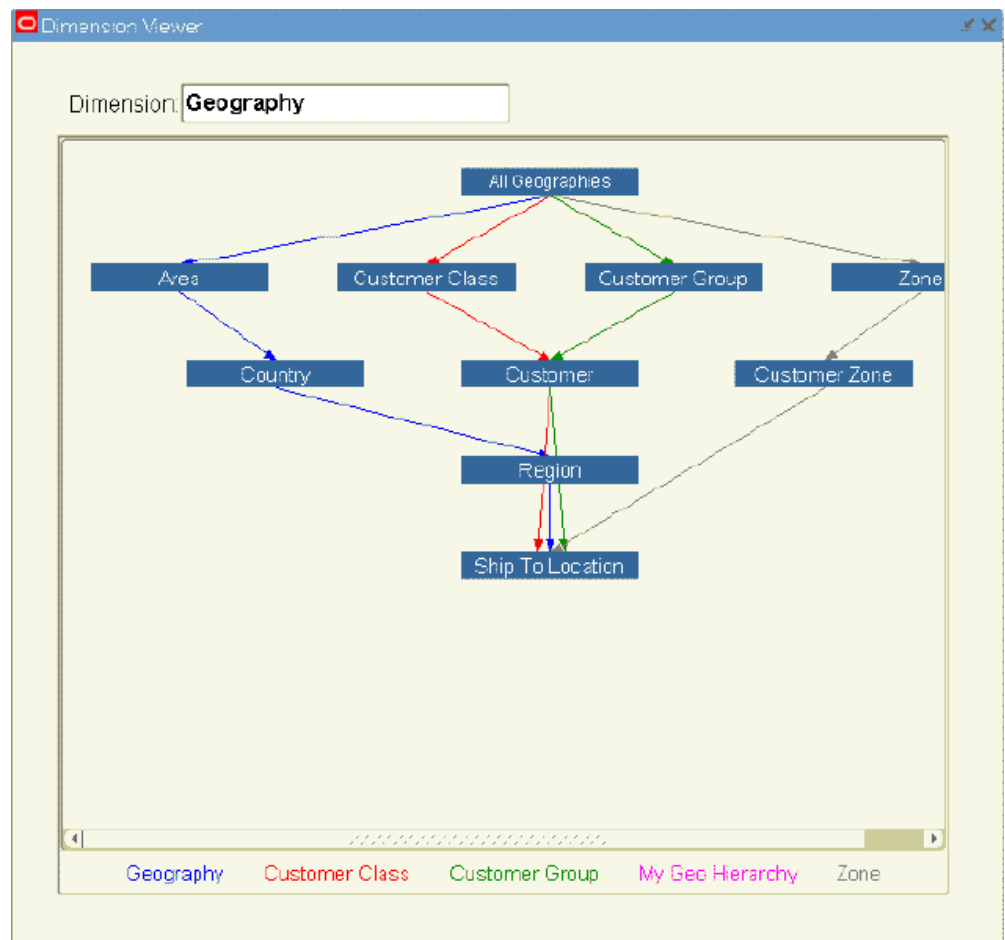 Dimension Viewer
Dimension: Geography
All Geographies
Area Customer Class Customer Group Zone
Country Customer Customer Zone
Region
Ship To Location
Geography Customer Class Customer Group My Geo Hierarchy Zone